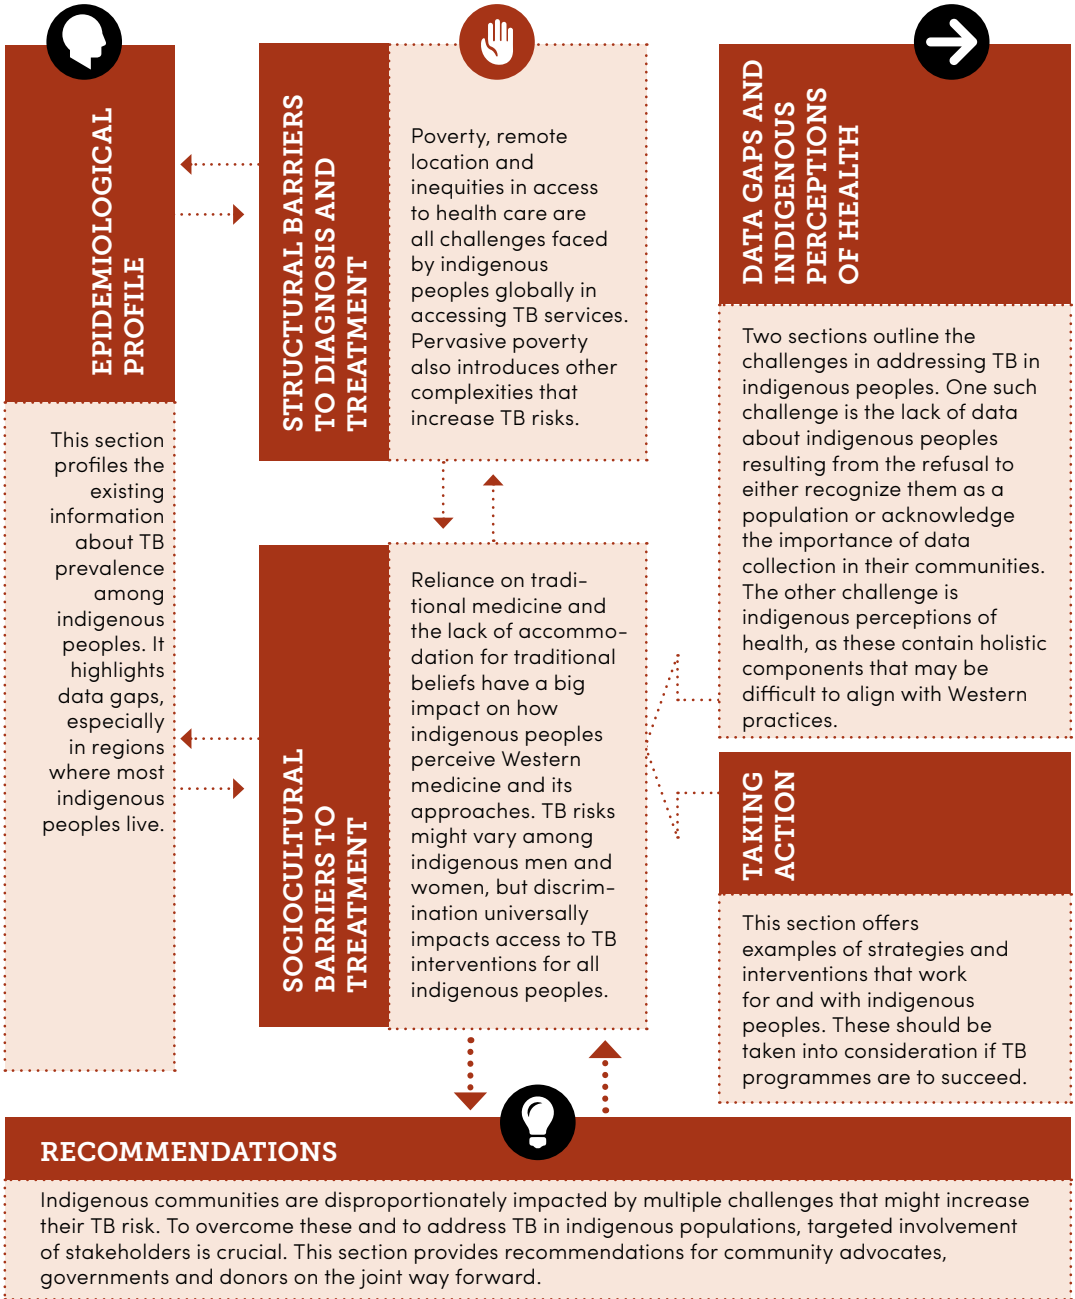 EPIDEMIOLOGICAL
PROFILE
This section
profiles the
existing
information
about TB
prevalence
among
indigenous
peoples. It
highlights
data gaps,
especially
in regions
where most
indigenous
peoples live.
STRUCTURAL BARRIERS
TO DIAGNOSIS AND
TREATMENT
Poverty, remote
location and
inequities in access
to health care are
all challenges faced
by indigenous
peoples globally in
accessing TB services.
Pervasive poverty
also introduces other
complexities that
increase TB risks.
SOCIOCULTURAL
BARRIERS TO
TREATMENT
Reliance on tradi-
tional medicine and
the lack of accommo-
dation for traditional
beliefs have a big
impact on how
indigenous peoples
perceive Western
medicine and its
approaches. TB risks
might vary among
indigenous men and
women, but discrim-
ination universally
impacts access to TB
interventions for all
indigenous peoples.
DATA GAPS AND
INDIGENOUS
PERCEPTIONS
OF HEALTH
Two sections outline the
challenges in addressing TB in
indigenous peoples. One such
challenge is the lack of data
about indigenous peoples
resulting from the refusal to
either recognize them as a
population or acknowledge
the importance of data
collection in their communities.
The other challenge is
indigenous perceptions of
health, as these contain holistic
components that may be
difficult to align with Western
practices.
TAKING
ACTION
This section offers
examples of strategies and
interventions that work
for and with indigenous
peoples. These should be
taken into consideration if TB
programmes are to succeed.
RECOMMENDATIONS
Indigenous communities are disproportionately impacted by multiple challenges that might increase
their TB risk. To overcome these and to address TB in indigenous populations, targeted involvement
of stakeholders is crucial. This section provides recommendations for community advocates,
governments and donors on the joint way forward.